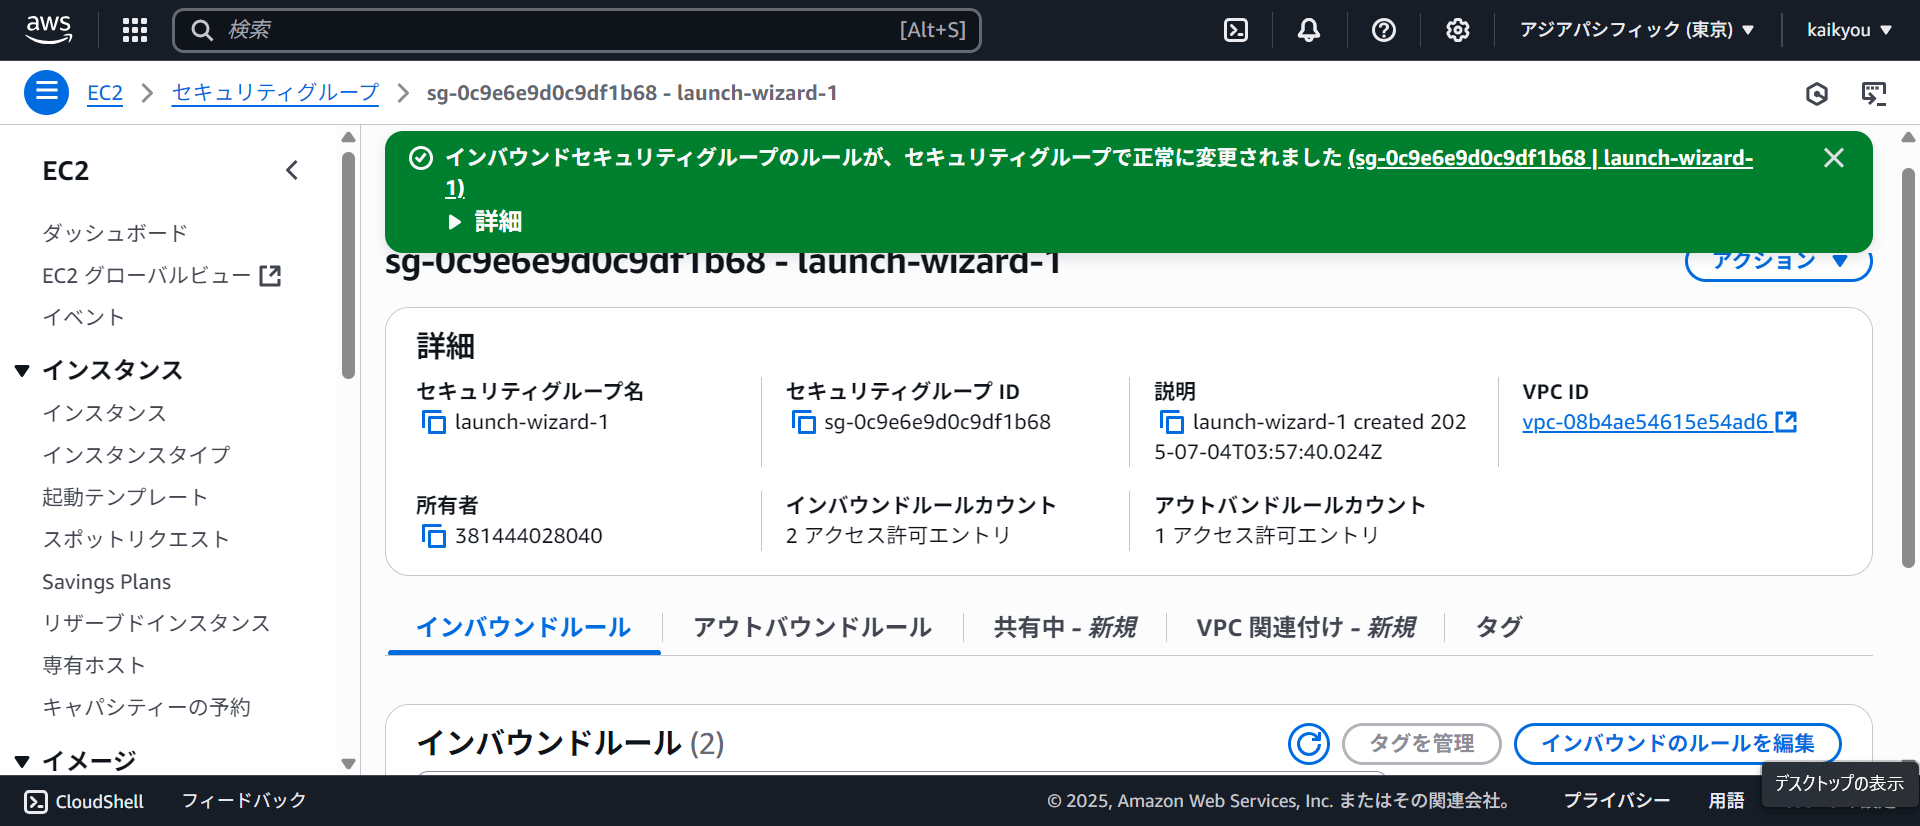 aws
検索
[Alt+S]
アジアパシフィック (東京) ▼
kaikyou ▼
EC2
セキュリティグループ
sg-0c9e6e9d0c9df1b68 - launch-wizard-1
EC2
ダッシュボード
EC2 グローバルビュー
イベント
インスタンス
インスタンス
インスタンスタイプ
起動テンプレート
スポットリクエスト
Savings Plans
リザーブドインスタンス
専有ホスト
キャパシティーの予約
イメージ
インバウンドセキュリティグループのルールが、セキュリティグループで正常に変更されました (sg-0c9e6e9d0c9df1b68 | launch-wizard-
1)
詳細
sg-0c9e6e9d0c9df1b68 - launch-wizard-1
アクション ▼
詳細
セキュリティグループ名
launch-wizard-1
セキュリティグループ ID
sg-0c9e6e9d0c9df1b68
説明
launch-wizard-1 created 202
5-07-04T03:57:40.024Z
VPC ID
vpc-08b4ae54615e54ad6
所有者
381444028040
インバウンドルールカウント
2 アクセス許可エントリ
アウトバンドルールカウント
1 アクセス許可エントリ
インバウンドルール
アウトバウンドルール
共有中 - 新規
VPC 関連付け - 新規
タグ
インバウンドルール (2)
タグを管理
インバウンドのルールを編集
デスクトップの表示
CloudShell
フィードバック
© 2025, Amazon Web Services, Inc. またはその関連会社。
プライバシー
用語